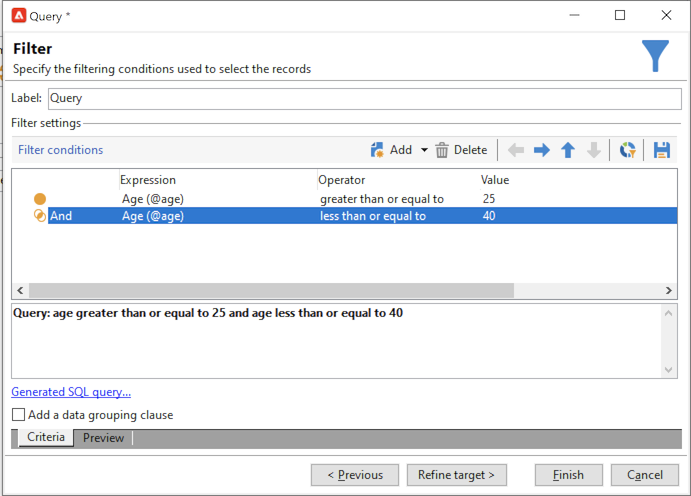 Query *
Filter
Specify the filtering conditions used to select the records
Label: Query
Filter settings
Filter conditions Add Delete
Expression Operator Value
Age (@age) greater than or equal to 25
And Age (@age) less than or equal to 40
Query: age greater than or equal to 25 and age less than or equal to 40
Generated SQL query...
Add a data grouping clause
Criteria Preview
< Previous Refine target > Finish Cancel